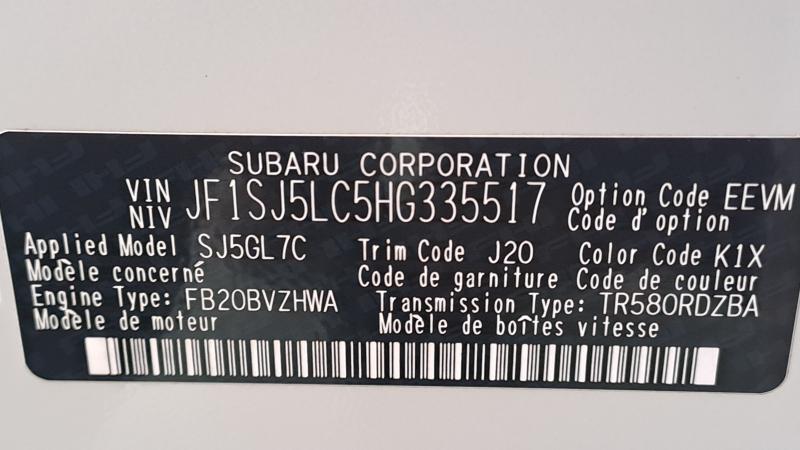 SUBARU CORPORATION
VIN NIV JF1SJ5LC5HG335517 Option Code EEVM
Code d'option
Applied Model SJ5GL7C Trim Code J20 Color Code K1X
Modèle concerné Code de garniture Code de couleur
Engine Type: FB20BVZHWA Transmission Type: TR580RDZBA
Modèle de moteur Modèle de boîtes vitesse